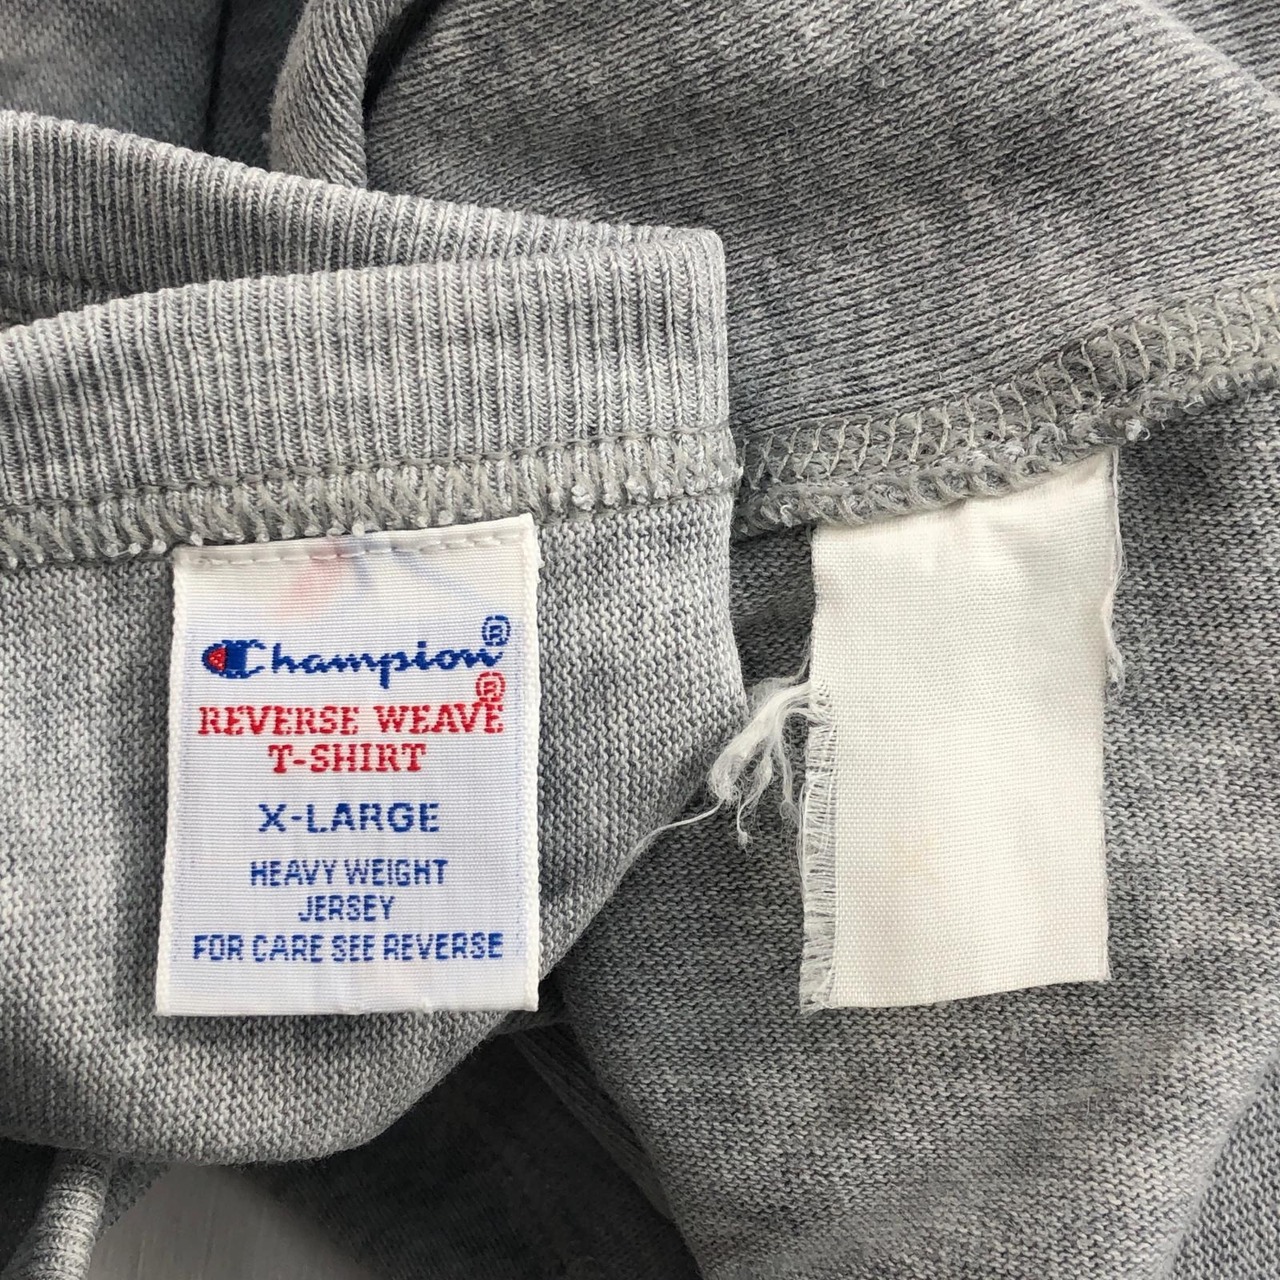 Champion®
REVERSE WEAVE®
T-SHIRT
X-LARGE
HEAVY WEIGHT
JERSEY
FOR CARE SEE REVERSE